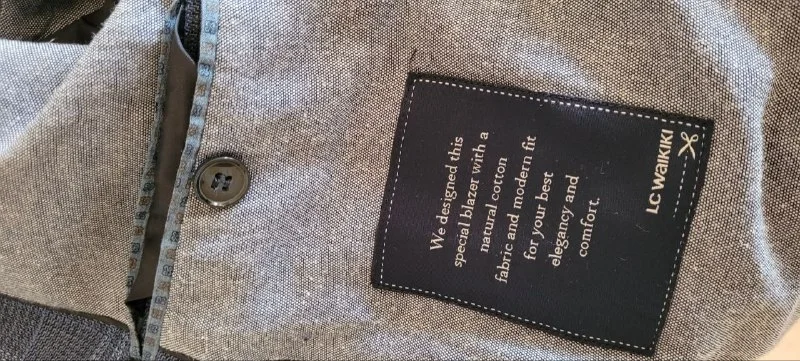 We designed this
special blazer with a
natural cotton
fabric and modern fit
for your best
elegancy and
comfort.
LC WAIKIKI